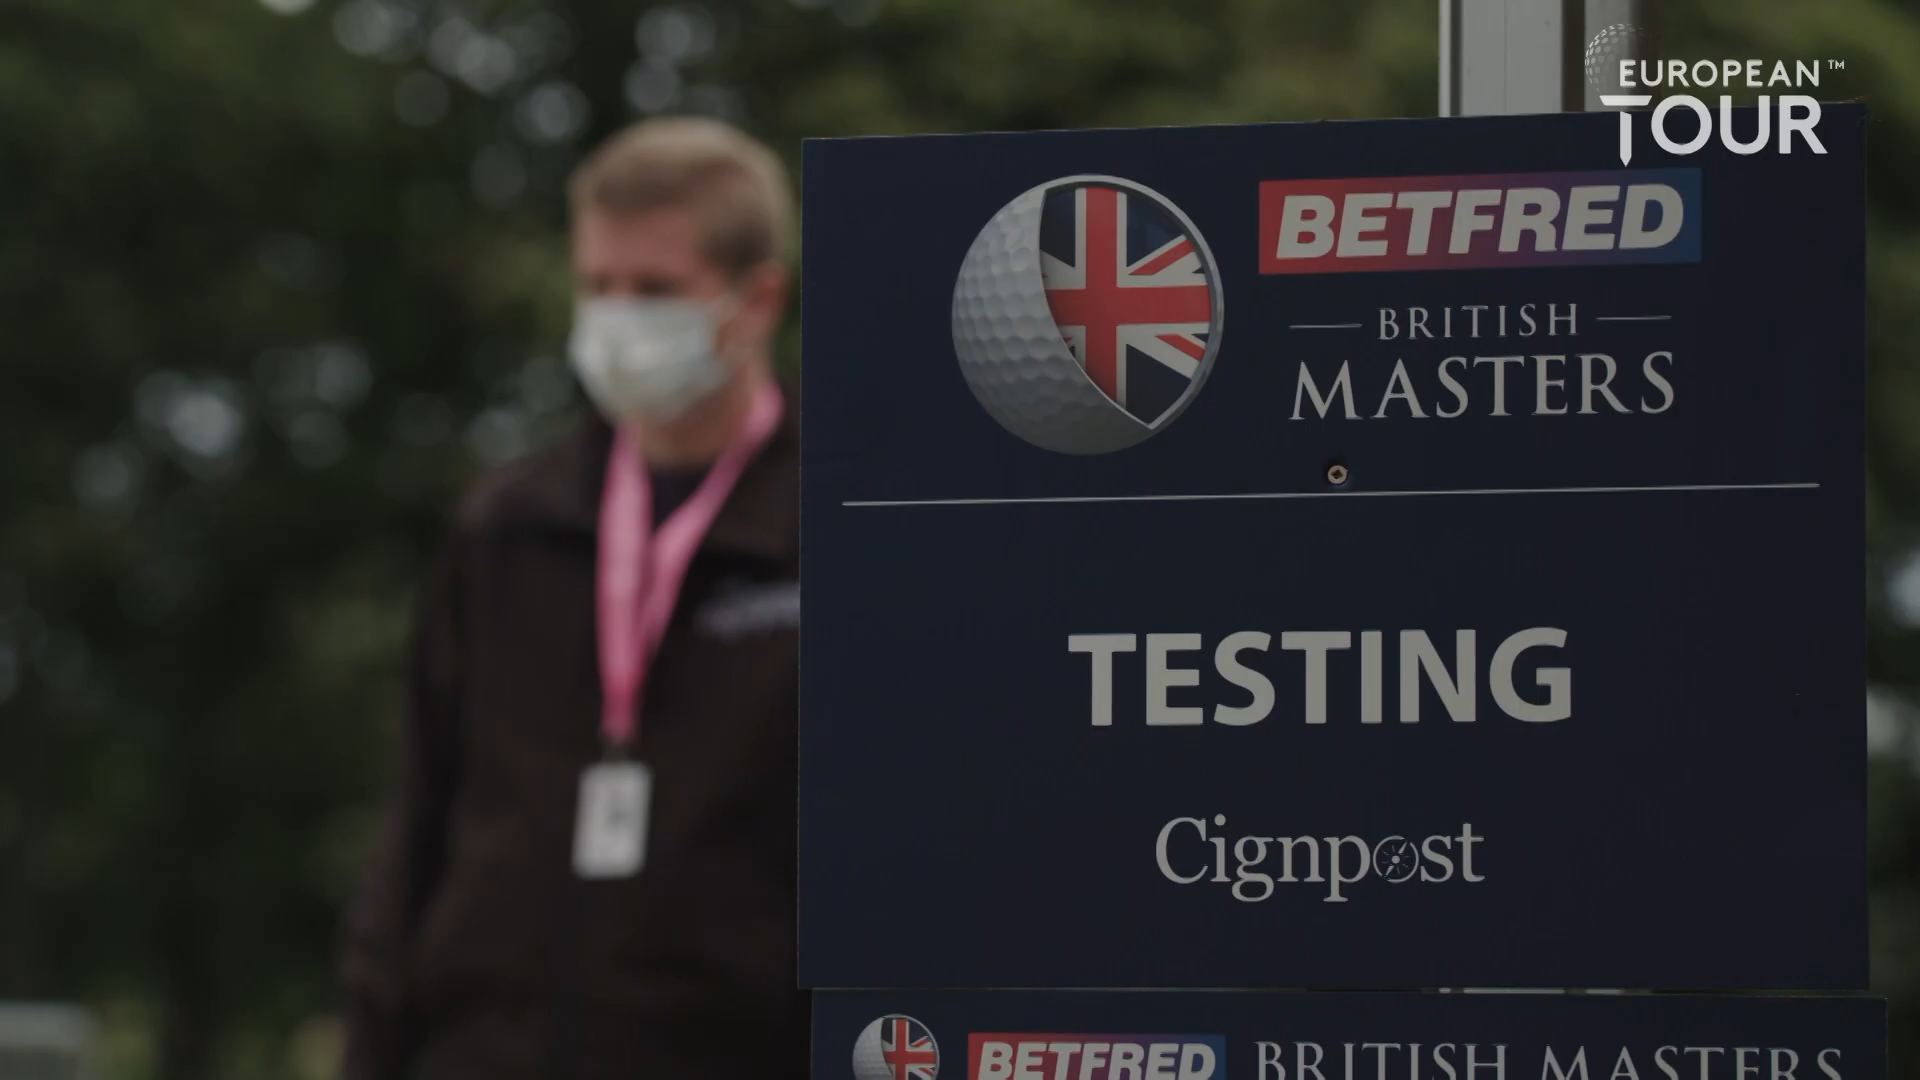 EUROPEAN™
TOUR
BETFRED
BRITISH
MASTERS
TESTING
Cignpost
BETFRED BRITISH MASTERS